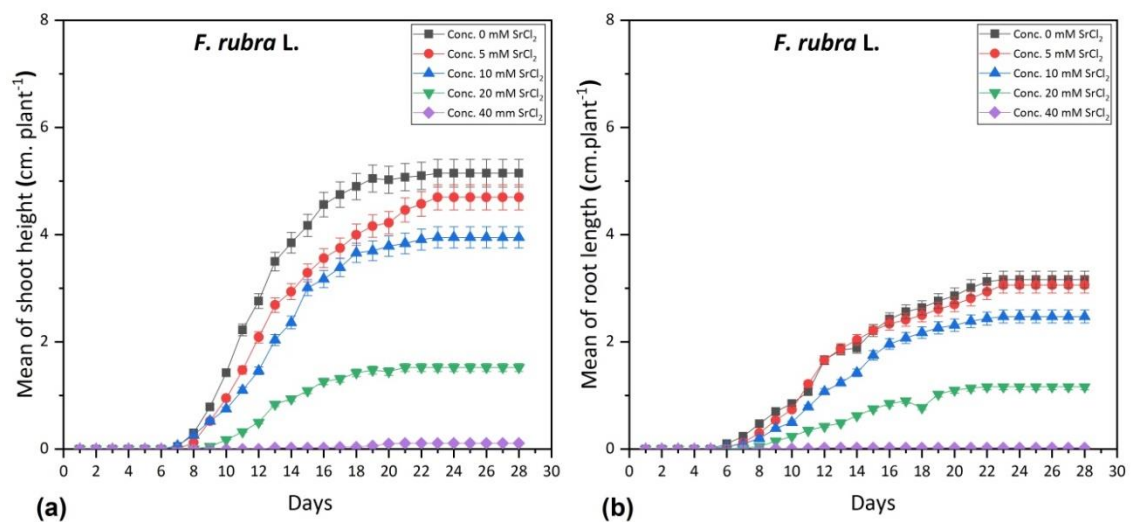 F. rubra L.
Conc. 0 mM SrCl₂
Conc. 5 mM SrCl₂
Conc. 10 mM SrCl₂
Conc. 20 mM SrCl₂
Conc. 40 mm SrCl₂
Mean of shoot height (cm. plant⁻¹)
8
6
4
2
0
0 2 4 6 8 10 12 14 16 18 20 22 24 26 28 30
Days
(a)
F. rubra L.
Conc. 0 mM SrCl₂
Conc. 5 mM SrCl₂
Conc. 10 mM SrCl₂
Conc. 20 mM SrCl₂
Conc. 40 mM SrCl₂
Mean of root length (cm.plant⁻¹)
8
6
4
2
0
0 2 4 6 8 10 12 14 16 18 20 22 24 26 28 30
Days
(b)